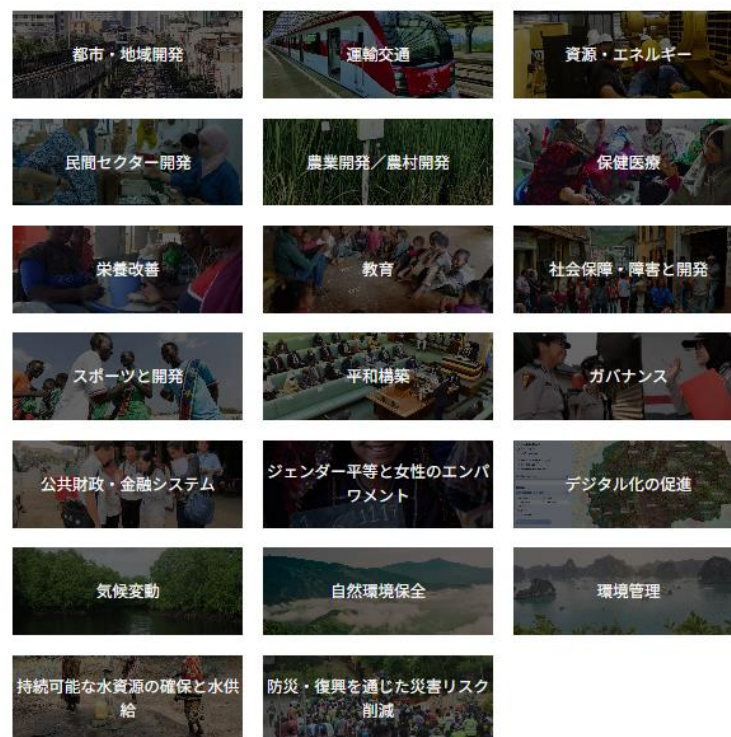 都市・地域開発
運輸交通
資源・エネルギー
民間セクター開発
農業開発／農村開発
保健医療
栄養改善
教育
社会保障・障害と開発
スポーツと開発
平和構築
ガバナンス
公共財政・金融システム
ジェンダー平等と女性のエンパ
ワメント
デジタル化の促進
気候変動
自然環境保全
環境管理
持続可能な水資源の確保と水供
給
防災・復興を通じた災害リスク
削減